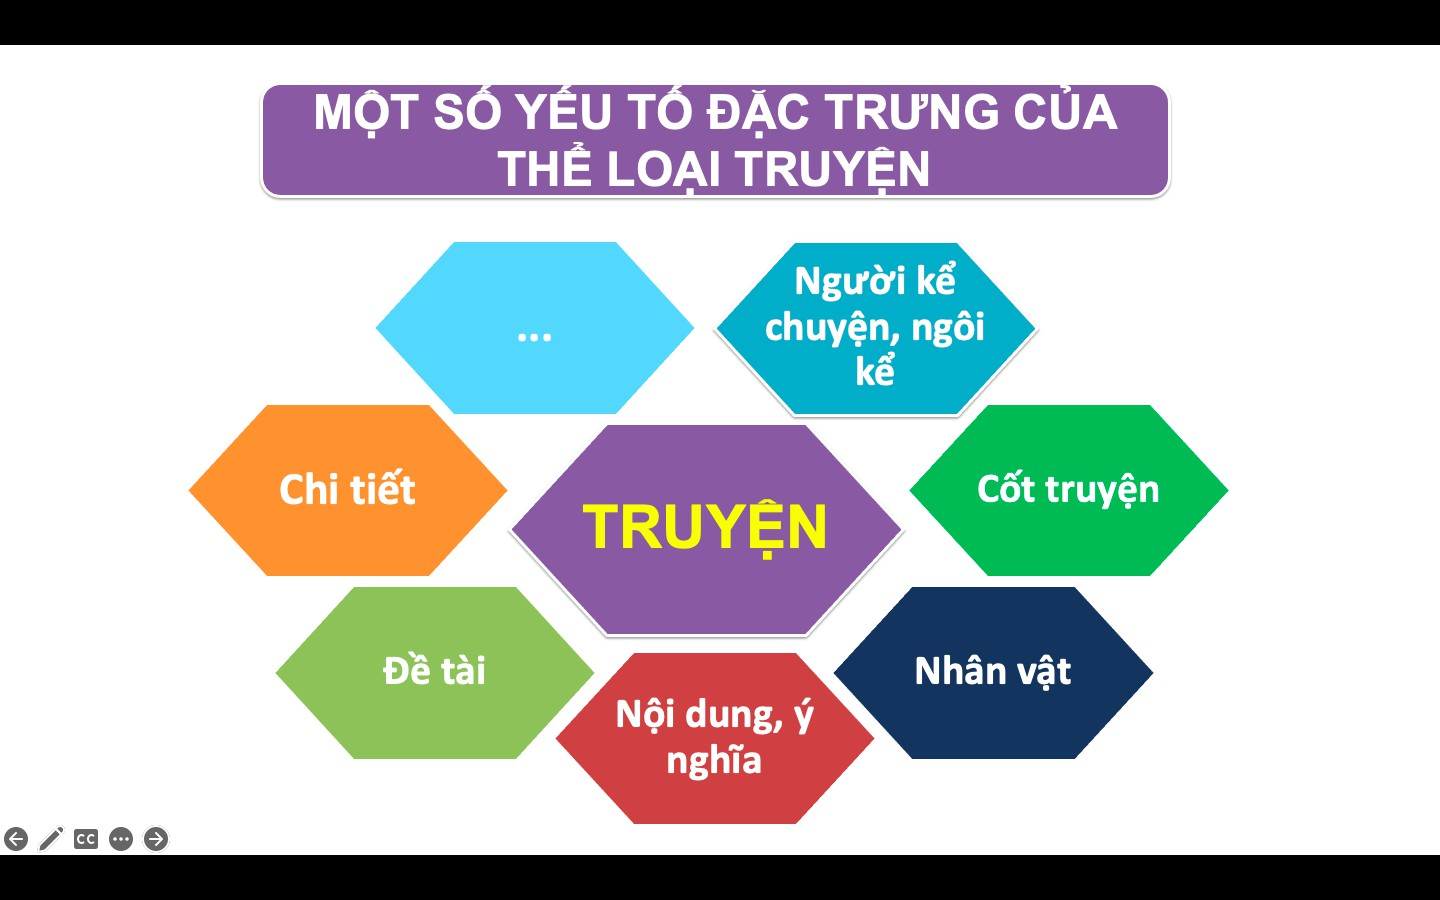 MỘT SỐ YẾU TỐ ĐẶC TRƯNG CỦA
THỂ LOẠI TRUYỆN
...
Người kể
chuyện, ngôi
kể
Chi tiết
TRUYỆN
Cốt truyện
Đề tài
Nội dung, ý
nghĩa
Nhân vật
CC